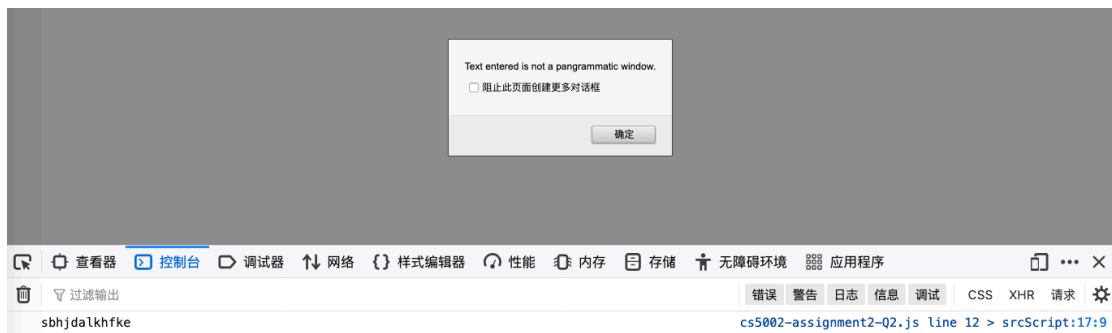 Text entered is not a pangrammatic window.
阻止此页面创建更多对话框
确定
查看器 控制台 调试器 网络 样式编辑器 性能 内存 存储 无障碍环境 应用程序
过滤输出 错误 警告 日志 信息 调试 CSS XHR 请求
sbhjdalkhfke cs5002-assignment2-Q2.js line 12 > srcScript:17:9